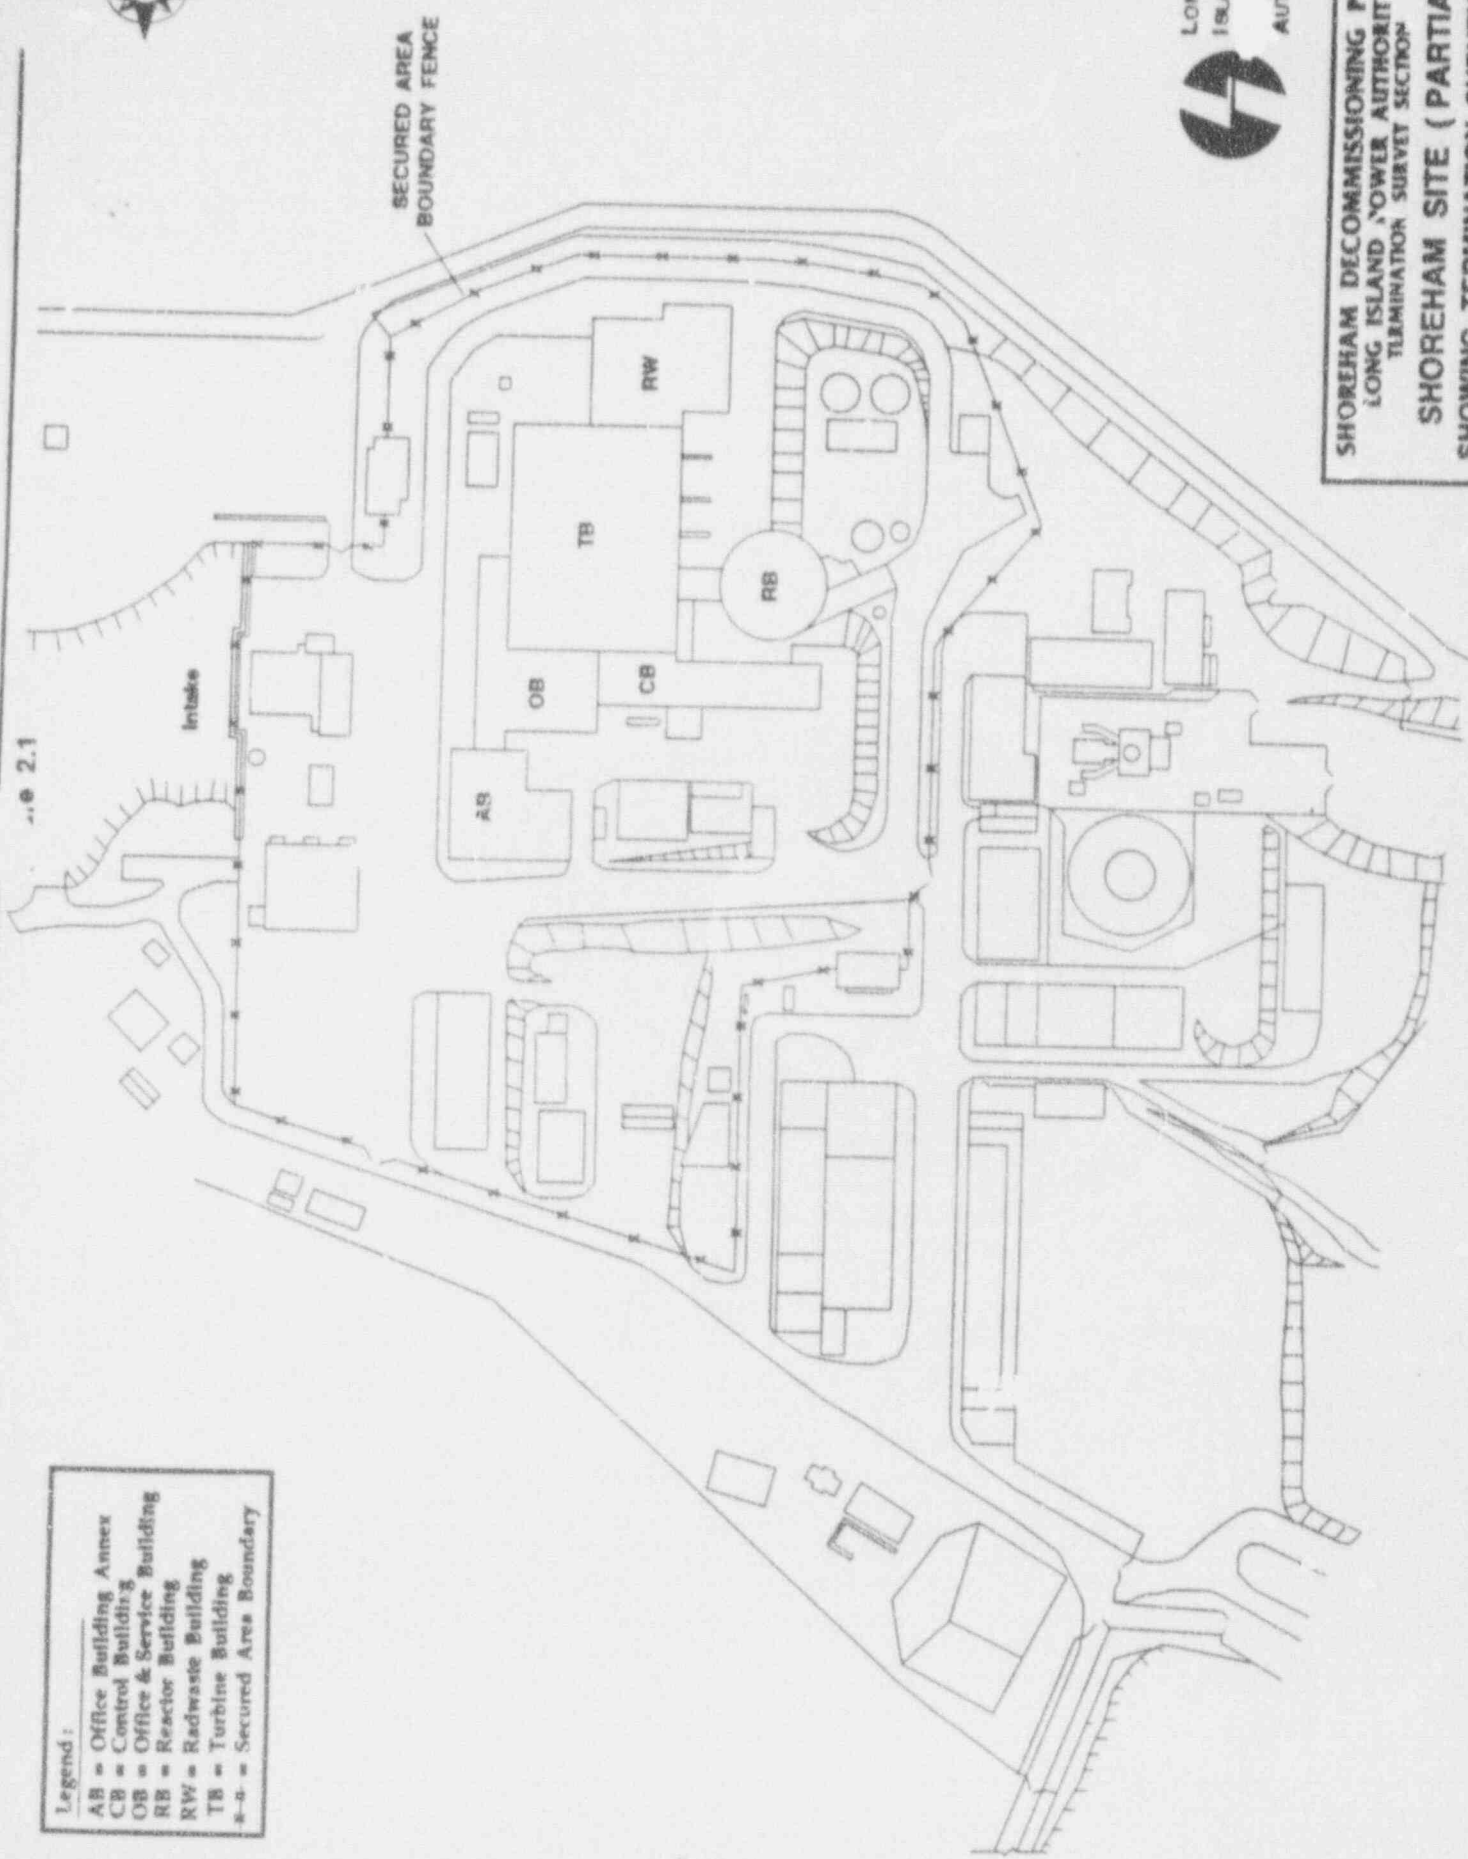 e 2.1
Legend:
AB = Office Building Annex
CB = Control Building
OB = Office & Service Building
RB = Reactor Building
RW = Radwaste Building
TB = Turbine Building
= Secured Area Boundary
Intake
SECURED AREA
BOUNDARY FENCE
AB
OB
CB
TB
RW
RB
SHOREHAM DECOMMISSIONING P
LONG ISLAND POWER AUTHORIT
TERMINATION SURVEY SECTION
SHOREHAM SITE (PARTIA
SHOWING TERMINATION